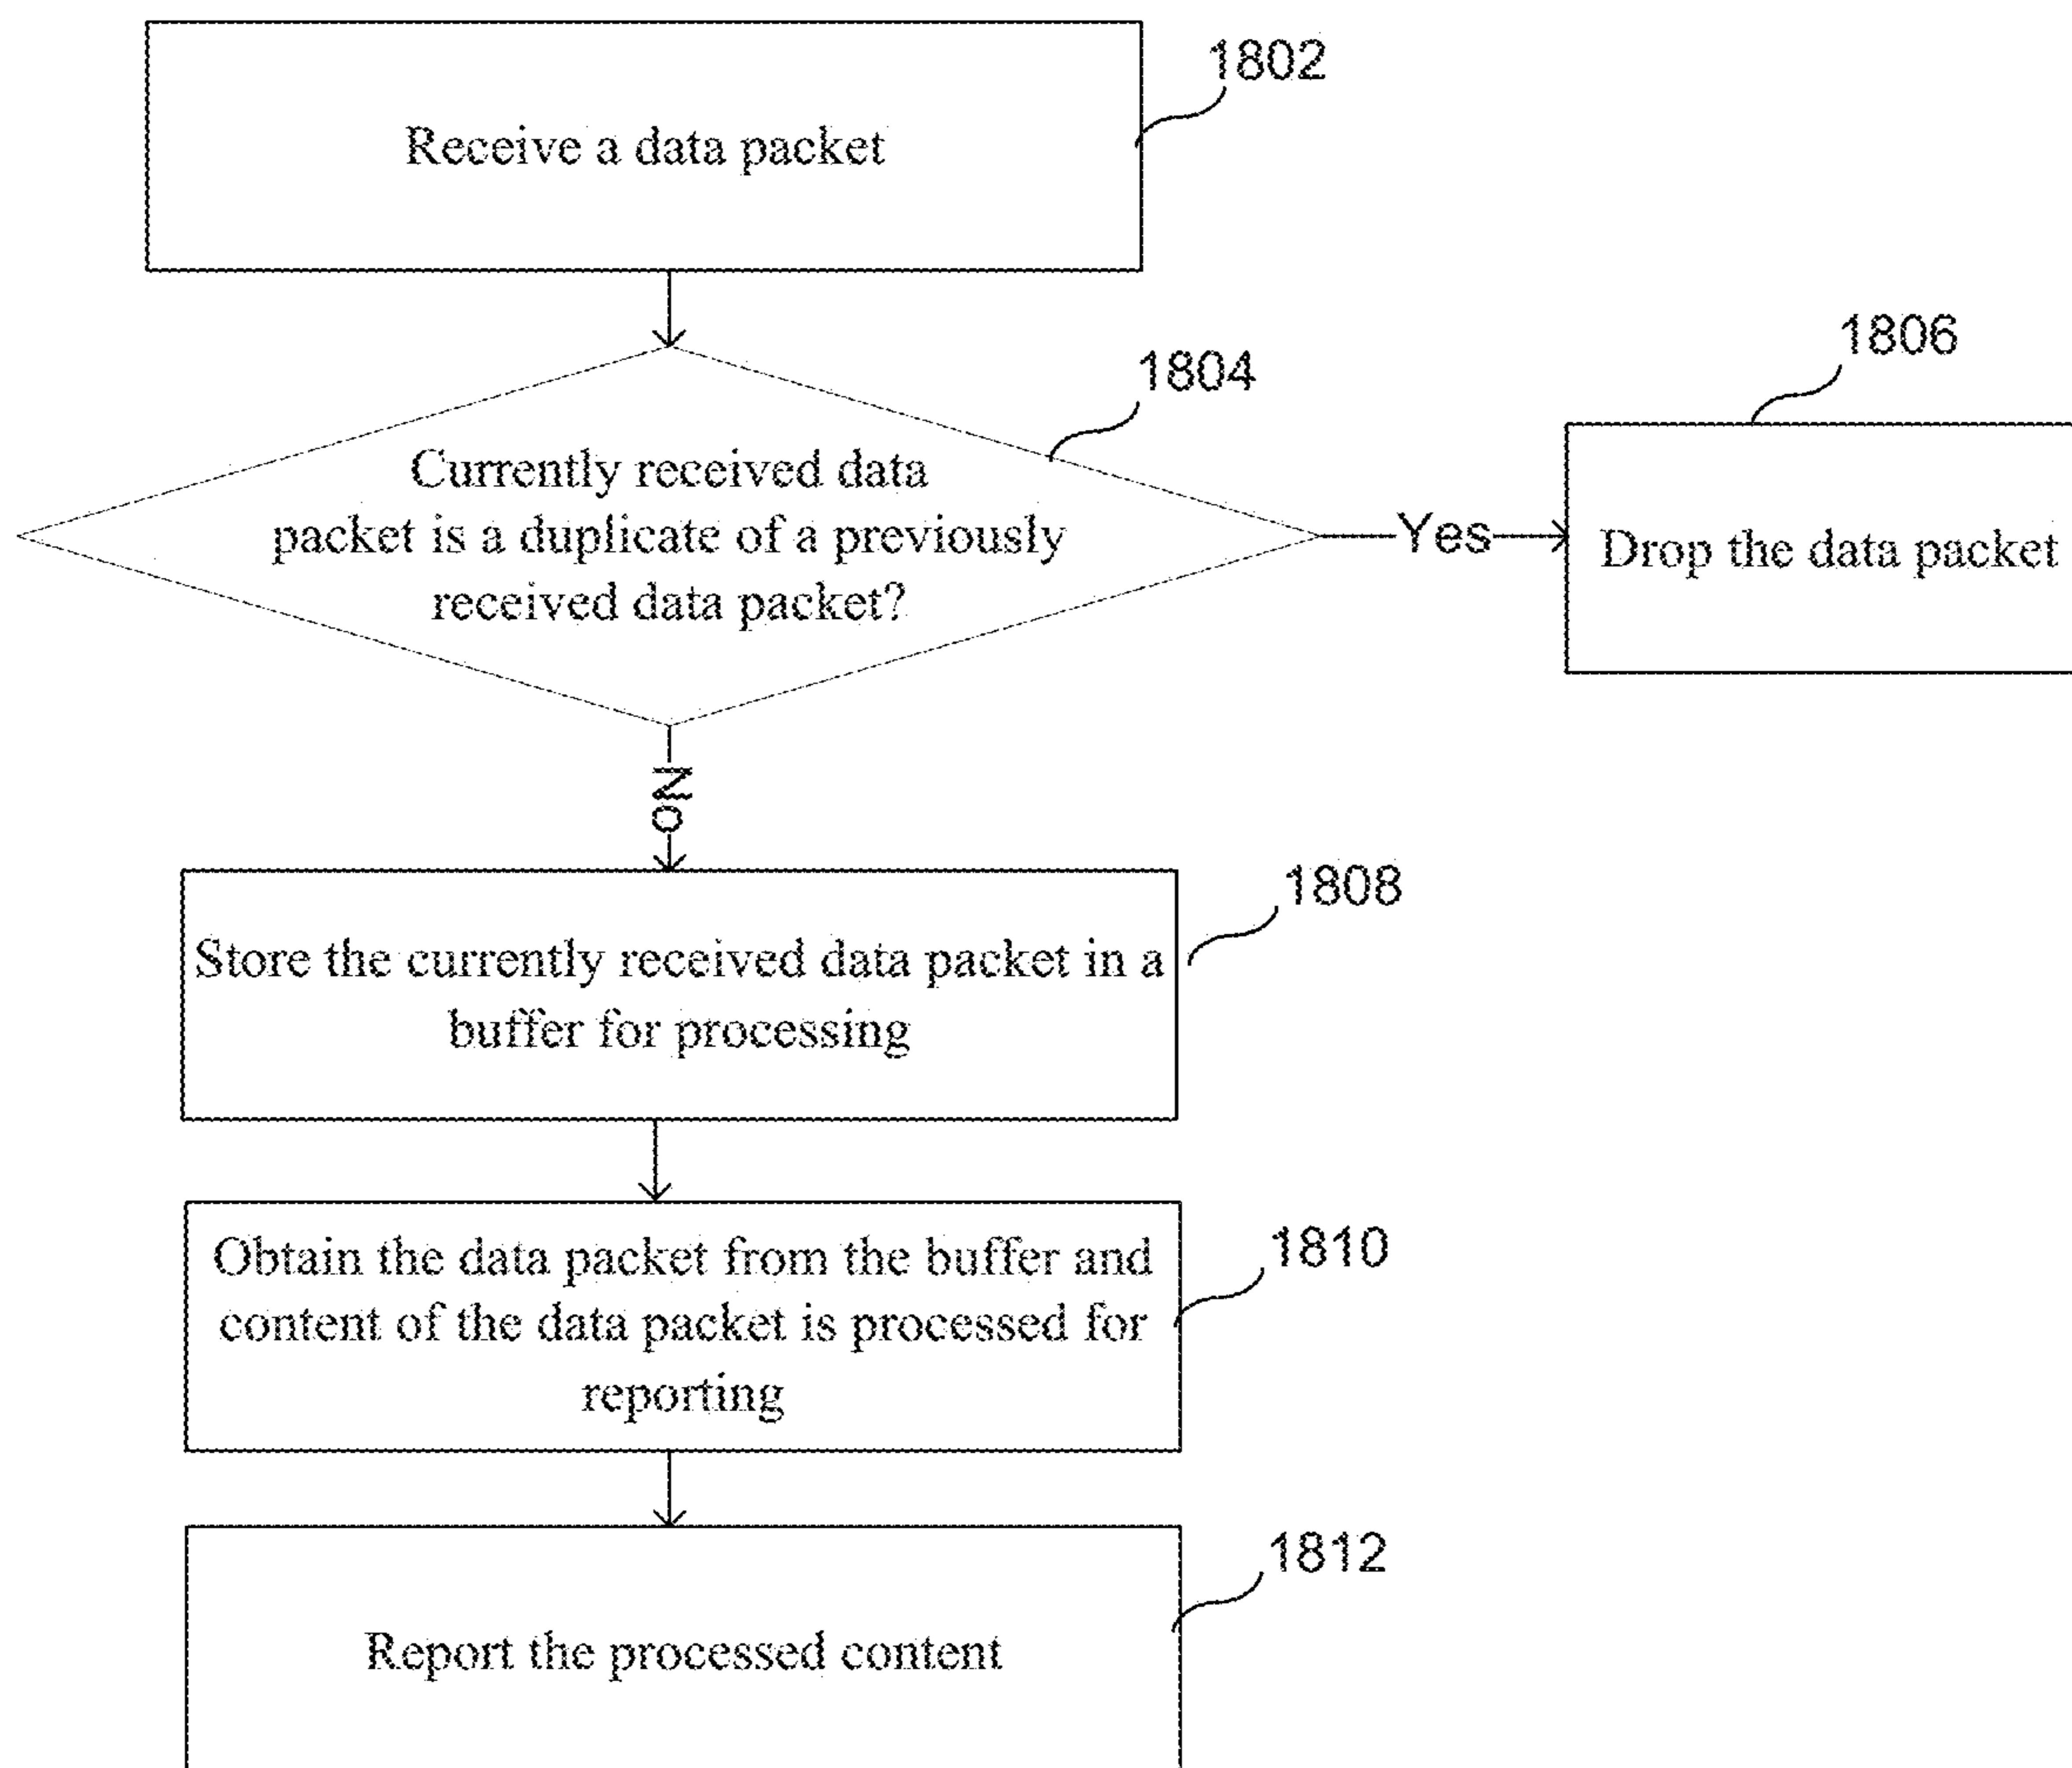 1802
Receive a data packet
1804
1806
Currently received data
packet is a duplicate of a previously
received data packet?
Yes
Drop the data packet
No
1808
Store the currently received data packet in a
buffer for processing
1810
Obtain the data packet from the buffer and
content of the data packet is processed for
reporting
1812
Report the processed content